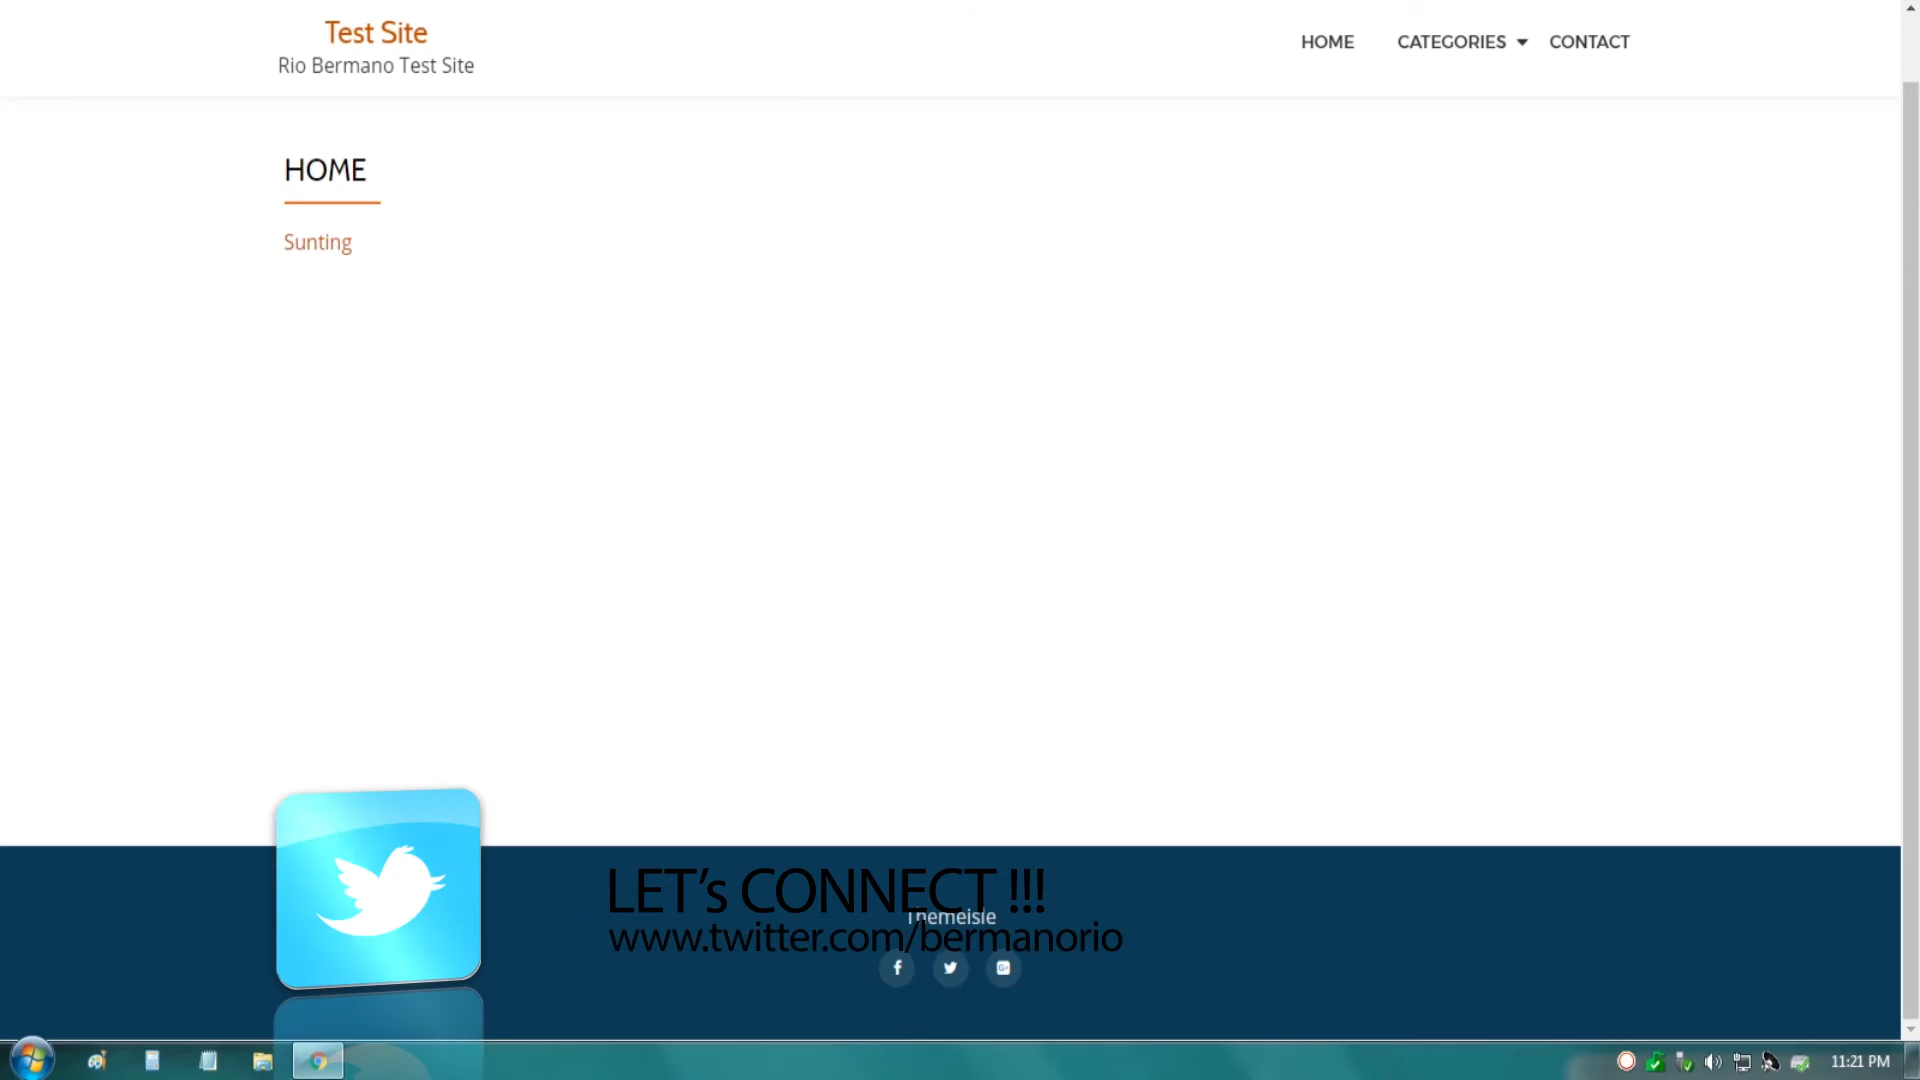 Test Site
Rio Bermano Test Site
HOME
CATEGORIES
CONTACT
HOME
Sunting
LET's CONNECT !!!
Themeisle
www.twitter.com/bermanorio
11:21 PM